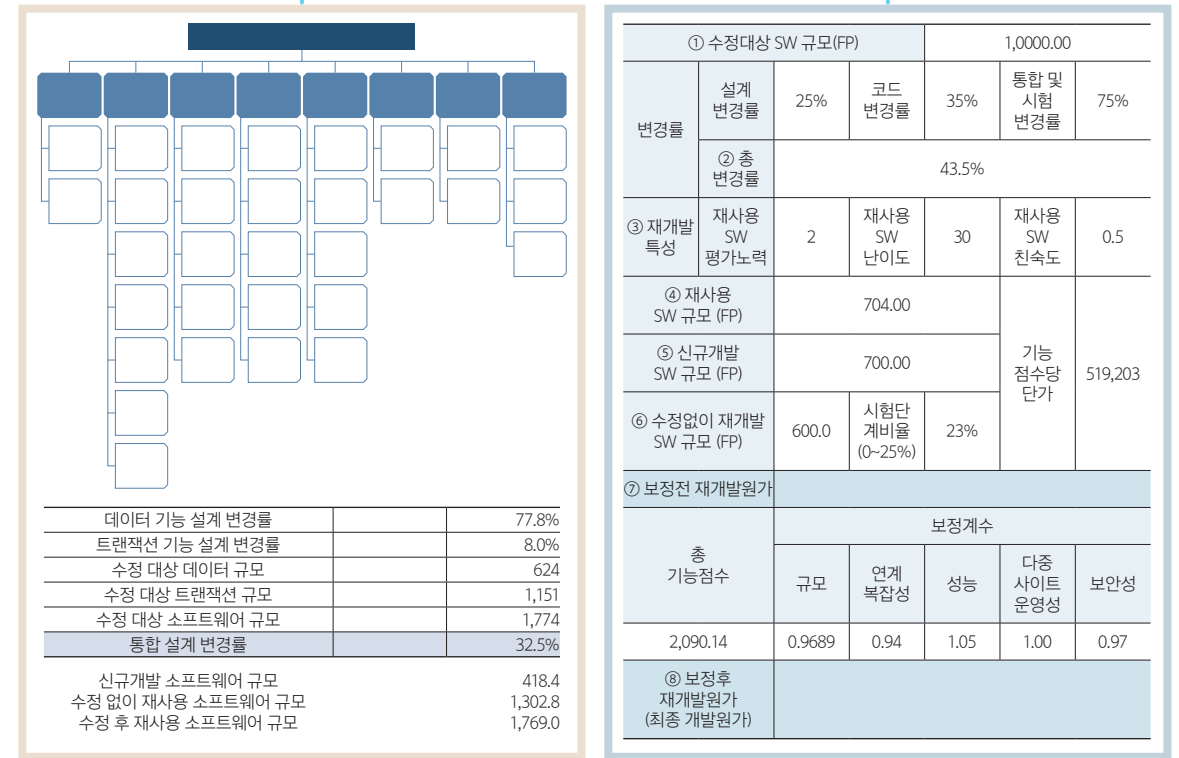 데이터 기능 설계 변경률 77.8%
트랜잭션 기능 설계 변경률 8.0%
수정 대상 데이터 규모 624
수정 대상 트랜잭션 규모 1,151
수정 대상 소프트웨어 규모 1,774
통합 설계 변경률 32.5%
신규개발 소프트웨어 규모 418.4
수정 없이 재사용 소프트웨어 규모 1,302.8
수정 후 재사용 소프트웨어 규모 1,769.0
① 수정대상 SW 규모(FP) 1,0000.00
변경률
설계
변경률
25%
코드
변경률
35%
통합 및
시험
변경률
75%
② 총
변경률
43.5%
③ 재개발
특성
재사용
SW
평가노력
2
재사용
SW
난이도
30
재사용
SW
친숙도
0.5
④ 재사용
SW 규모 (FP)
704.00
⑤ 신규개발
SW 규모 (FP)
700.00
기능
점수당
단가
519,203
⑥ 수정없이 재개발
SW 규모 (FP)
600.0
시험단
계비율
(0~25%)
23%
⑦ 보정전 재개발원가
총
기능점수
보정계수
규모
연계
복잡성
성능
다중
사이트
운영성
보안성
2,090.14 0.9689 0.94 1.05 1.00 0.97
⑧ 보정후
재개발원가
(최종 개발원가)